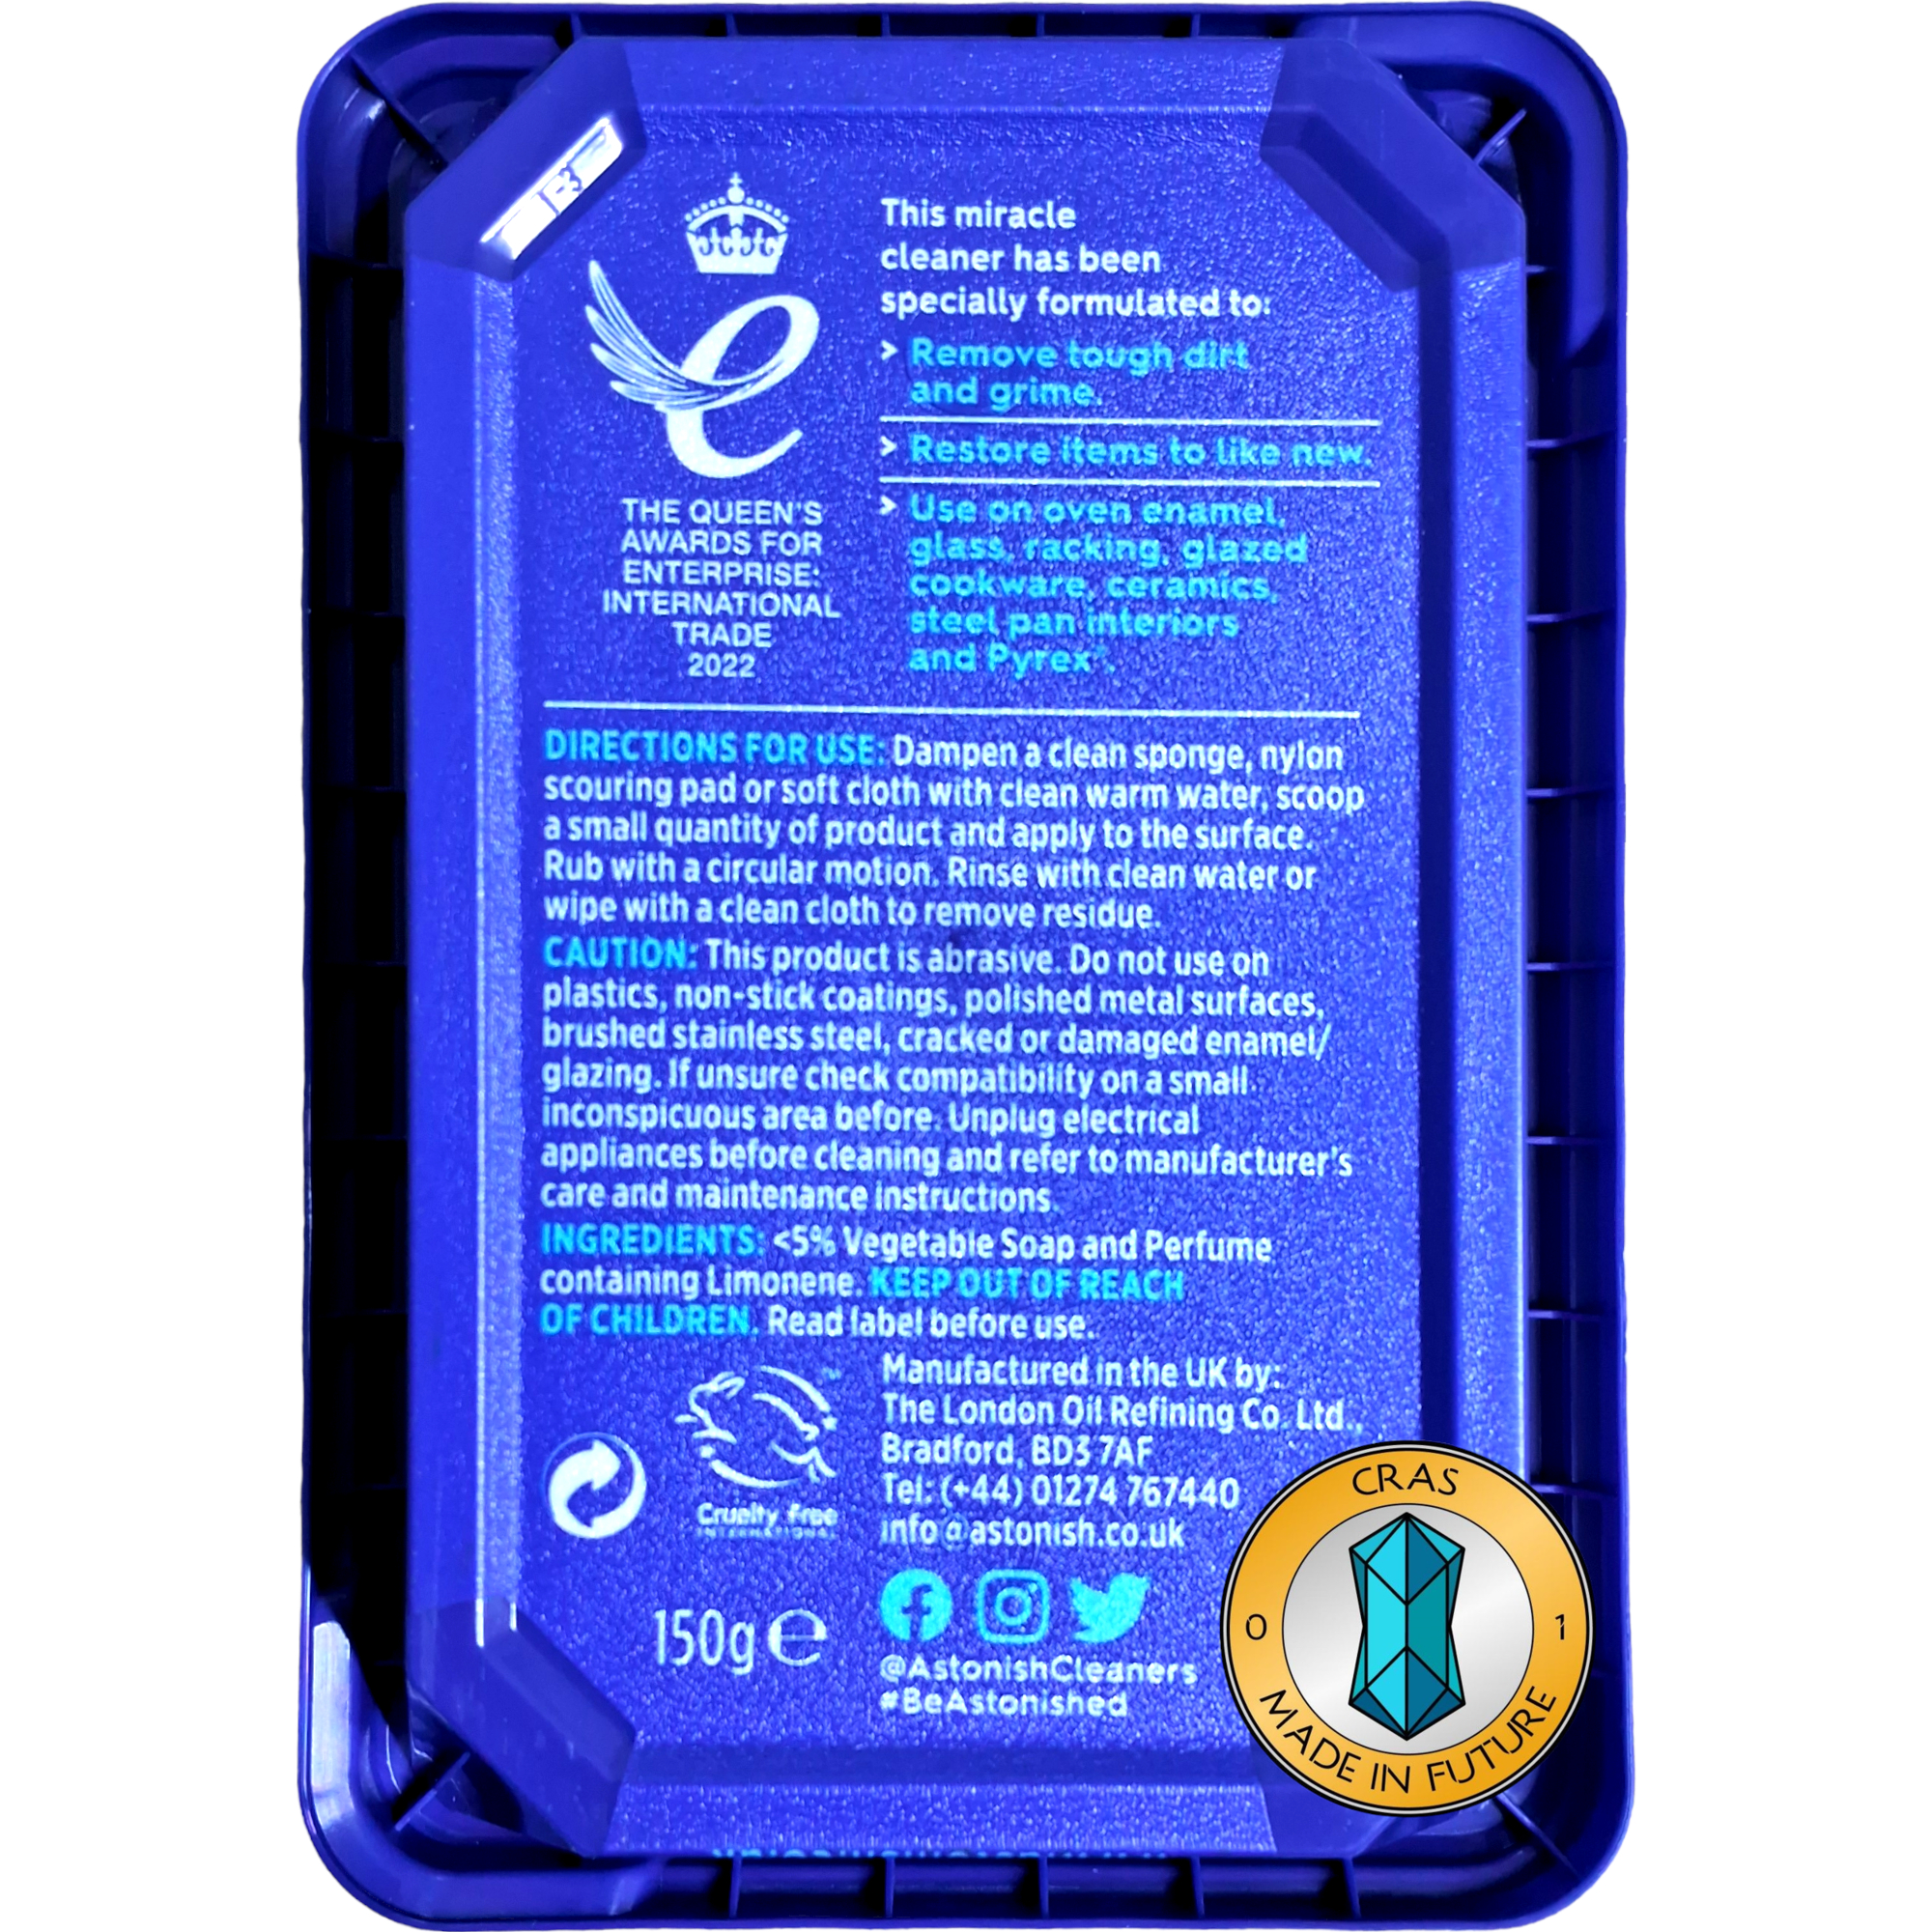 This miracle
cleaner has been
specially formulated to:
> Remove tough dirt
and grime.
> Restore items to like new.
> Use on oven enamel,
glass, racking, glazed
cookware, ceramics,
steel pan interiors
and Pyrex®.
e
THE QUEEN'S
AWARDS FOR
ENTERPRISE:
INTERNATIONAL
TRADE
2022
DIRECTIONS FOR USE: Dampen a clean sponge, nylon
scouring pad or soft cloth with clean warm water, scoop
a small quantity of product and apply to the surface.
Rub with a circular motion. Rinse with clean water or
wipe with a clean cloth to remove residue.
CAUTION: This product is abrasive. Do not use on
plastics, non-stick coatings, polished metal surfaces,
brushed stainless steel, cracked or damaged enamel/
glazing. If unsure check compatibility on a small
inconspicuous area before. Unplug electrical
appliances before cleaning and refer to manufacturer's
care and maintenance instructions.
INGREDIENTS: <5% Vegetable Soap and Perfume
containing Limonene. KEEP OUT OF REACH
OF CHILDREN. Read label before use.
Cruelty Free
INTERNATIONAL
Manufactured in the UK by:
The London Oil Refining Co. Ltd.,
Bradford, BD3 7AF
Tel: (+44) 01274 767440
info@astonish.co.uk
150g e
@AstonishCleaners
#BeAstonished
CRAS
0 1
MADE IN FUTURE